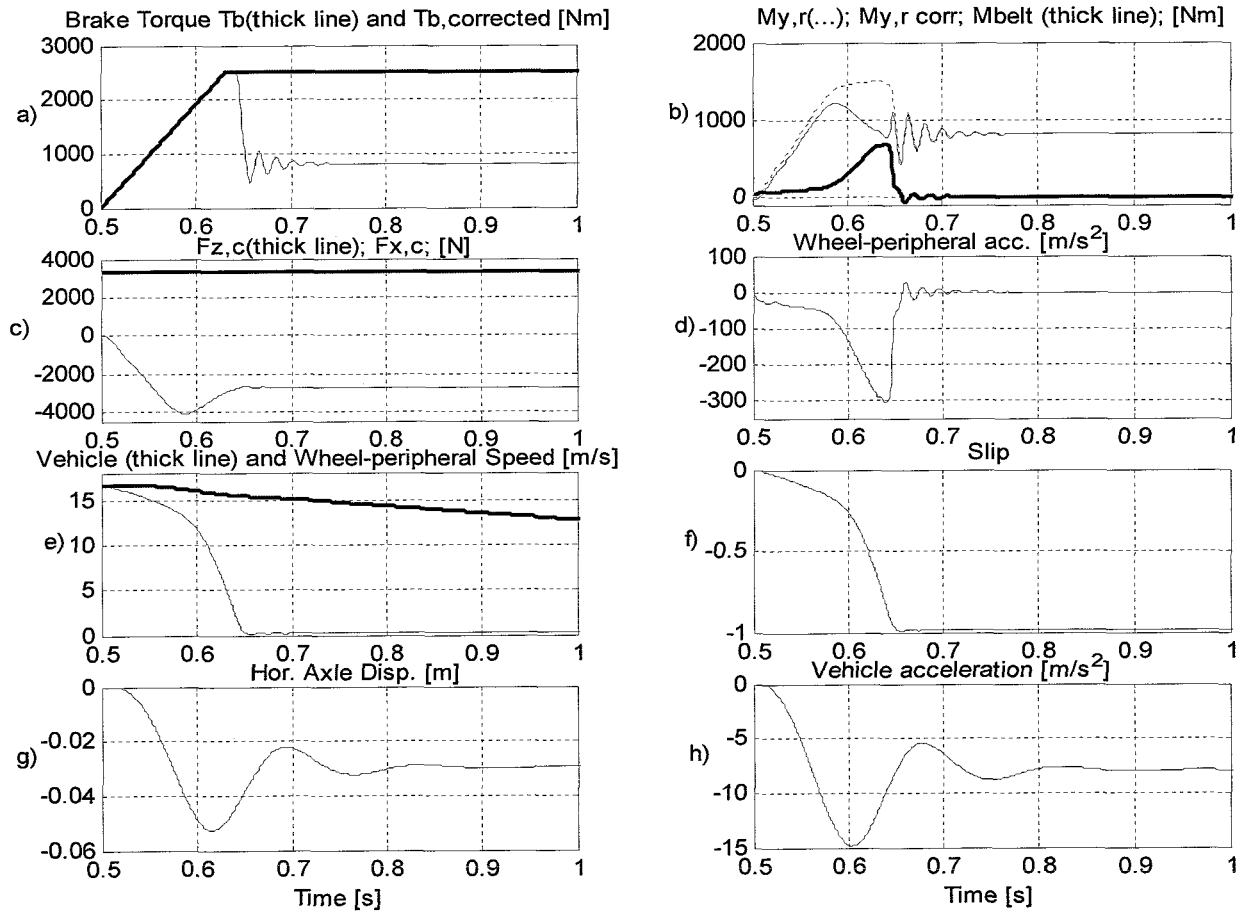 Brake Torque Tb(thick line) and Tb,corrected [Nm]
3000
2000
1000
0
a)
0.5 0.6 0.7 0.8 0.9 1
My,r(...); My,r corr; Mbelt (thick line); [Nm]
2000
1000
0
b)
0.5 0.6 0.7 0.8 0.9 1
Fz,c(thick line); Fx,c; [N]
4000
2000
0
-2000
-4000
c)
0.5 0.6 0.7 0.8 0.9 1
Wheel-peripheral acc. [m/s²]
100
0
-100
-200
-300
d)
0.5 0.6 0.7 0.8 0.9 1
Vehicle (thick line) and Wheel-peripheral Speed [m/s]
15
10
5
0
e)
0.5 0.6 0.7 0.8 0.9 1
Slip
0
-0.5
-1
f)
0.5 0.6 0.7 0.8 0.9 1
Hor. Axle Disp. [m]
0
-0.02
-0.04
-0.06
g)
0.5 0.6 0.7 0.8 0.9 1
Time [s]
Vehicle acceleration [m/s²]
0
-5
-10
-15
h)
0.5 0.6 0.7 0.8 0.9 1
Time [s]